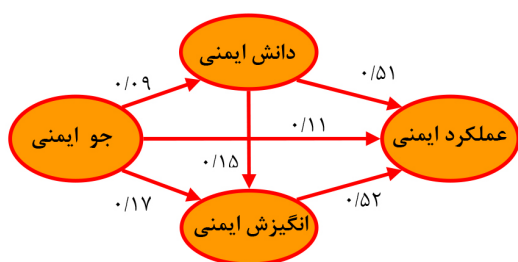 دانش ایمنی
۰/۵۱
۰/۰۹
جو ایمنی
۰/۱۱
عملکرد ایمنی
۰/۱۵
۰/۱۷
انگیزش ایمنی
۰/۵۲